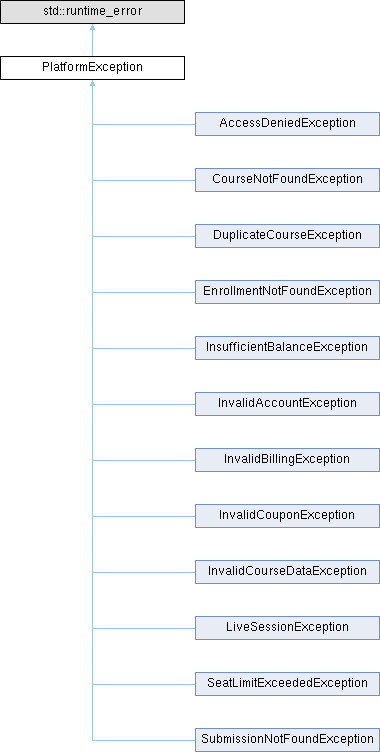 std::runtime_error
PlatformException
AccessDeniedException
CourseNotFoundException
DuplicateCourseException
EnrollmentNotFoundException
InsufficientBalanceException
InvalidAccountException
InvalidBillingException
InvalidCouponException
InvalidCourseDataException
LiveSessionException
SeatLimitExceededException
SubmissionNotFoundException